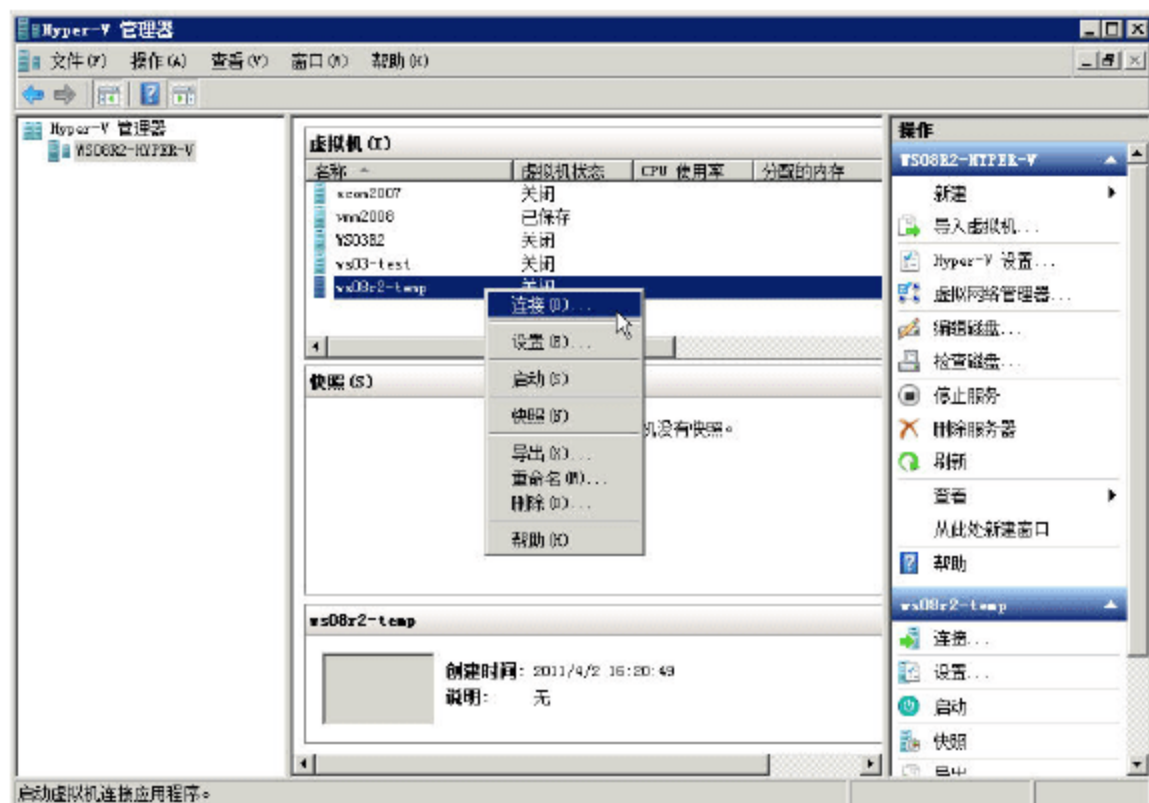 Hyper-V 管理器
文件(F) 操作(A) 查看(V) 窗口(W) 帮助(H)
Hyper-V 管理器
WS08R2-HYPER-V
虚拟机(I)
名称 虚拟机状态 CPU 使用率 分配的内存
scom2007 关闭
vmm2008 已保存
WS03R2 关闭
ws03-test 关闭
ws08r2-temp 关闭
连接(O)...
设置(E)...
启动(S)
快照(N)
导出(X)...
重命名(M)...
删除(D)...
帮助(H)
快照(S)
机没有快照。
ws08r2-temp
创建时间: 2011/4/2 16:20:49
说明: 无
操作
WS08R2-HYPER-V
新建
导入虚拟机...
Hyper-V 设置...
虚拟网络管理器...
编辑磁盘...
检查磁盘...
停止服务
删除服务器
刷新
查看
从此处新建窗口
帮助
ws08r2-temp
连接...
设置...
启动
快照
导出
启动虚拟机连接应用程序。